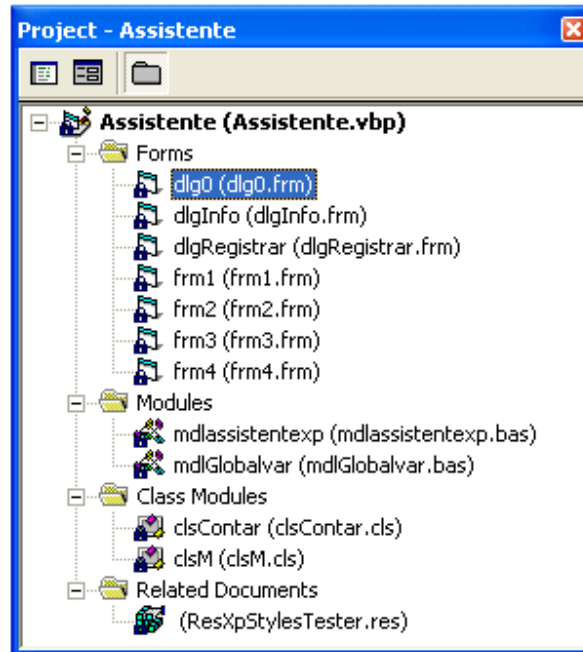 Project - Assistente
Assistente (Assistente.vbp)
Forms
dlg0 (dlg0.frm)
dlgInfo (dlgInfo.frm)
dlgRegistrar (dlgRegistrar.frm)
frm1 (frm1.frm)
frm2 (frm2.frm)
frm3 (frm3.frm)
frm4 (frm4.frm)
Modules
mdlassistentexp (mdlassistentexp.bas)
mdlGlobalvar (mdlGlobalvar.bas)
Class Modules
clsContar (clsContar.cls)
clsM (clsM.cls)
Related Documents
(ResXpStylesTester.res)